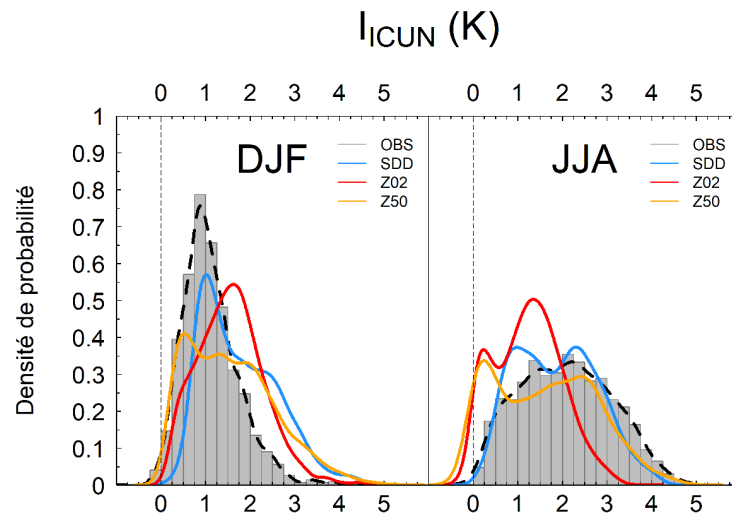 I_ICUN (K)
0 1 2 3 4 5 0 1 2 3 4 5
DJF
OBS
SDD
Z02
Z50
JJA
OBS
SDD
Z02
Z50
Densité de probabilité
1
0.9
0.8
0.7
0.6
0.5
0.4
0.3
0.2
0.1
0
0 1 2 3 4 5 0 1 2 3 4 5